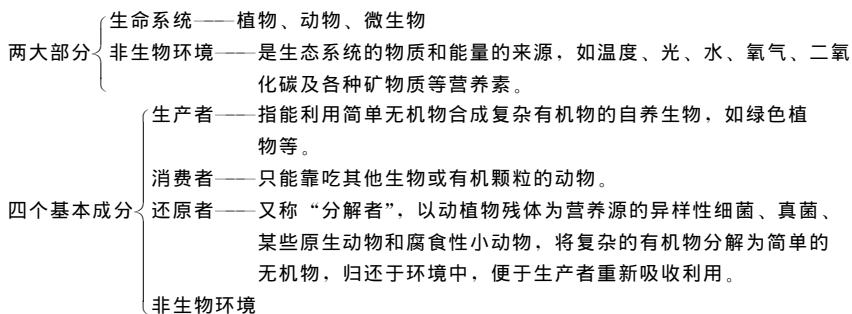 生命系统——植物、动物、微生物
两大部分 非生物环境——是生态系统的物质和能量的来源，如温度、光、水、氧气、二氧
化碳及各种矿物质等营养素。
生产者——指能利用简单无机物合成复杂有机物的自养生物，如绿色植
物等。
消费者——只能靠吃其他生物或有机颗粒的动物。
四个基本成分 还原者——又称“分解者”，以动植物残体为营养源的异样性细菌、真菌、
某些原生动物和腐食性小动物，将复杂的有机物分解为简单的
无机物，归还于环境中，便于生产者重新吸收利用。
非生物环境